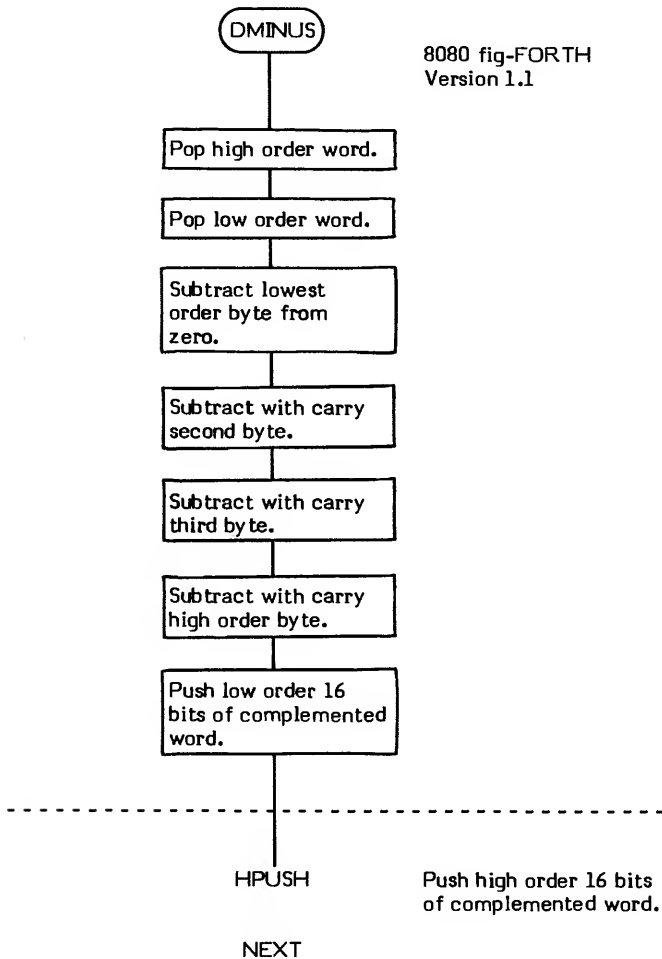 DMINUS
8080 fig-FORTH
Version 1.1
Pop high order word.
Pop low order word.
Subtract lowest
order byte from
zero.
Subtract with carry
second byte.
Subtract with carry
third byte.
Subtract with carry
high order byte.
Push low order 16
bits of complemented
word.
HPUSH
Push high order 16 bits
of complemented word.
NEXT